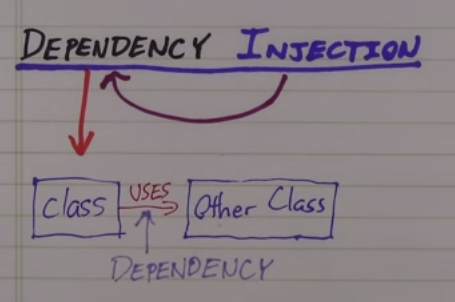 DEPENDENCY INJECTION
class USES Other Class
DEPENDENCY